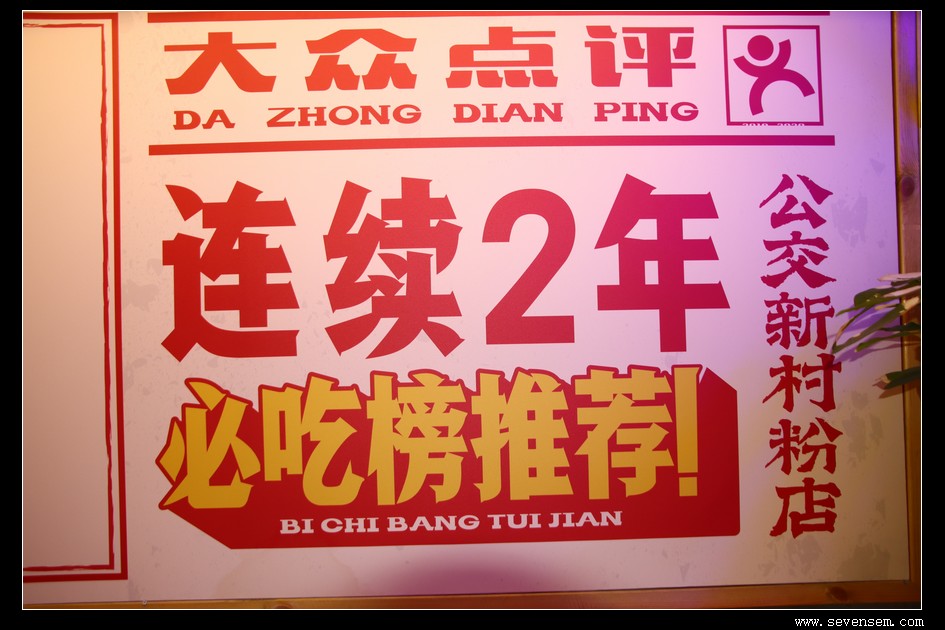 大众点评
DA ZHONG DIAN PING
连续2年
必吃榜推荐!
BI CHI BANG TUI JIAN
公交新村粉店
www.sevensem.com